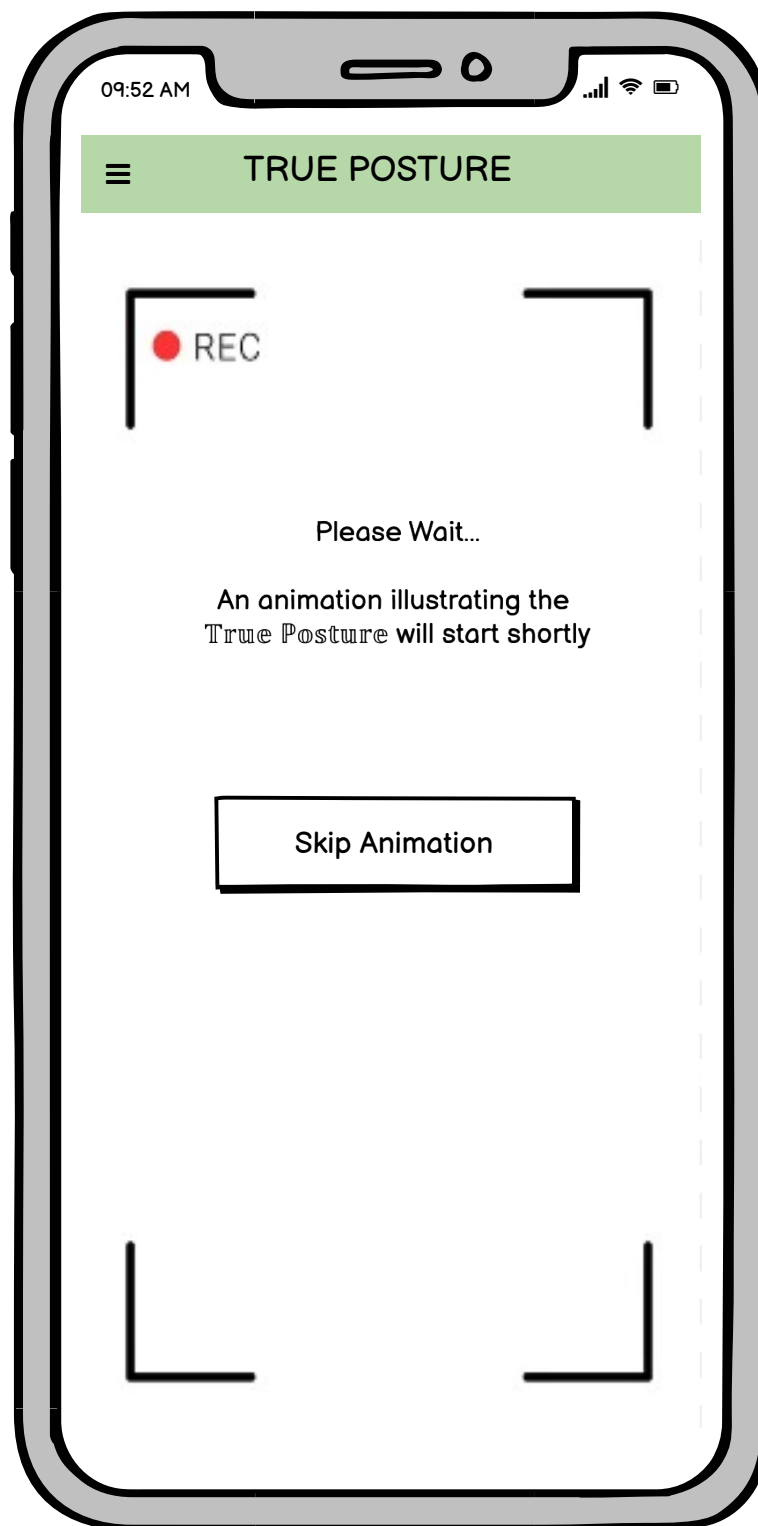 09:52 AM
TRUE POSTURE
REC
Please Wait...
An animation illustrating the
𝕋𝕣𝕦𝕖 ℙ𝕠𝕤𝕥𝕦𝕣𝕖 will start shortly
Skip Animation